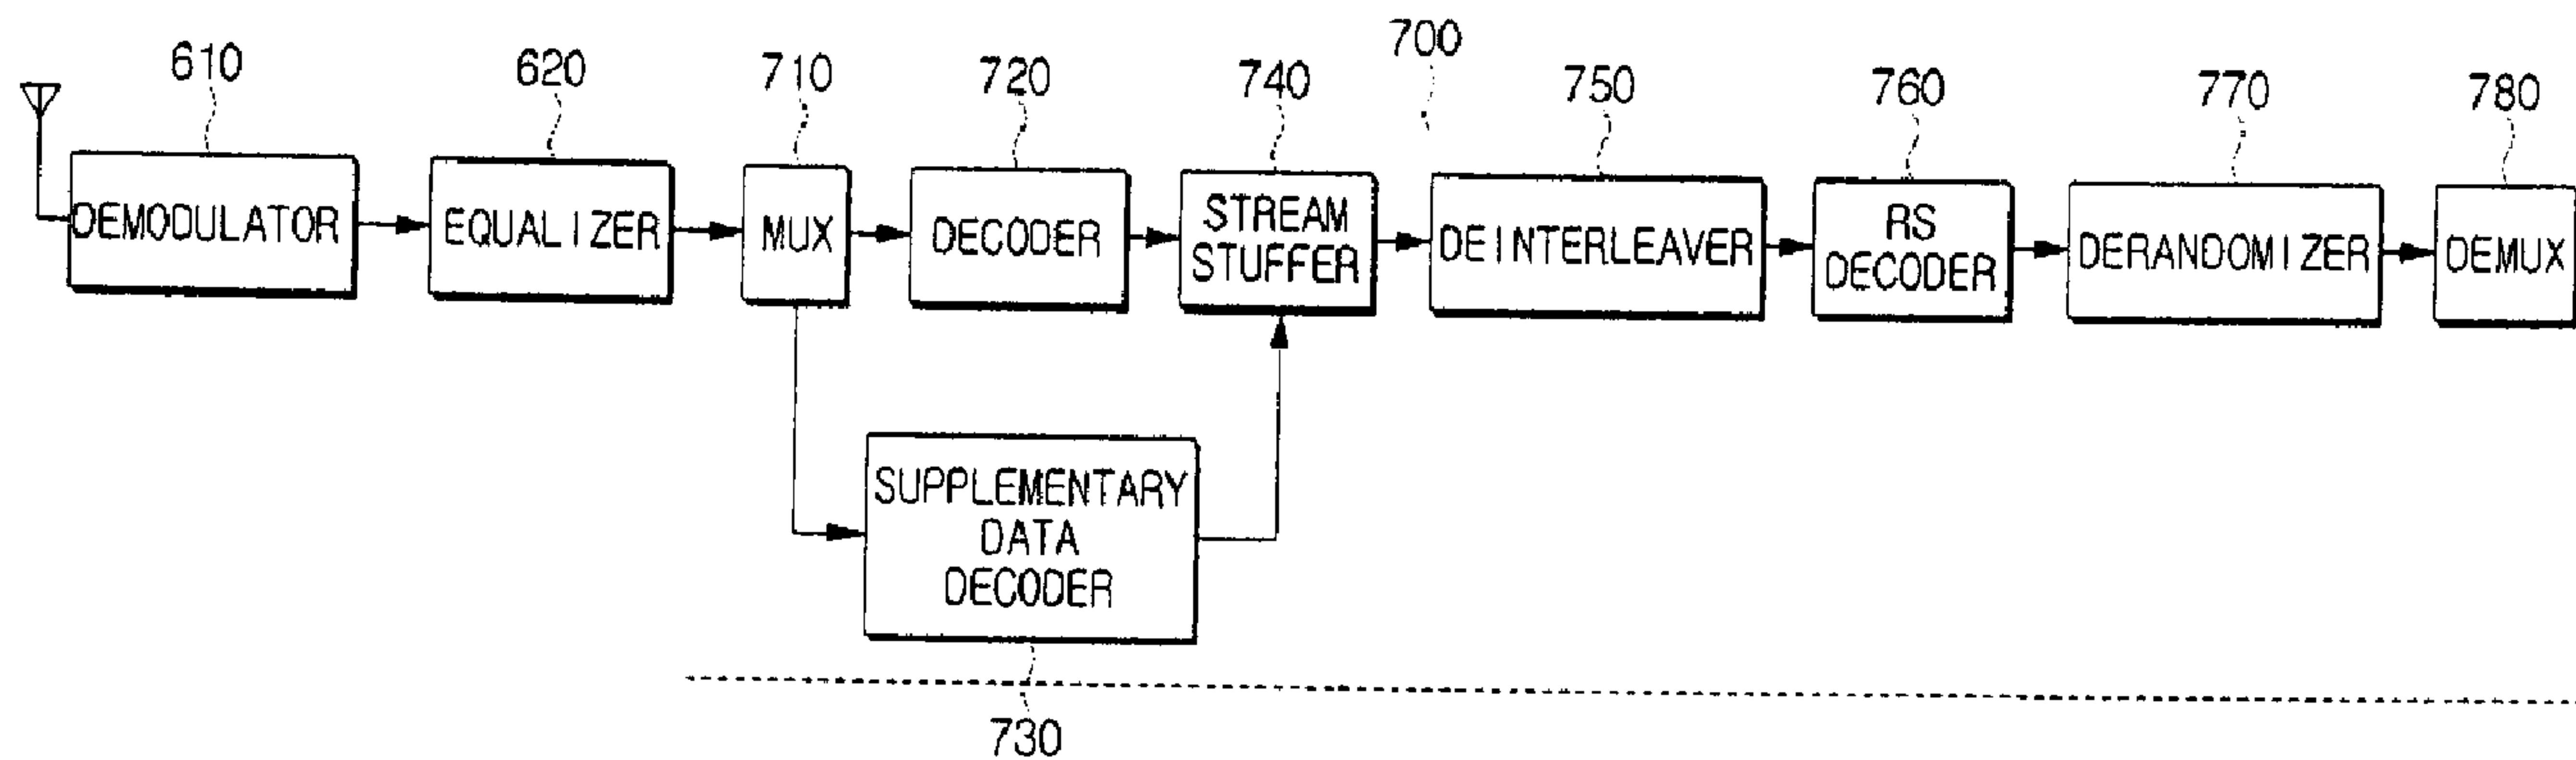 700
610
620
710
720
740
750
760
770
780
DEMODULATOR
EQUALIZER
MUX
DECODER
STREAM
STUFFER
DEINTERLEAVER
RS
DECODER
DERANDOMIZER
DEMUX
SUPPLEMENTARY
DATA
DECODER
730